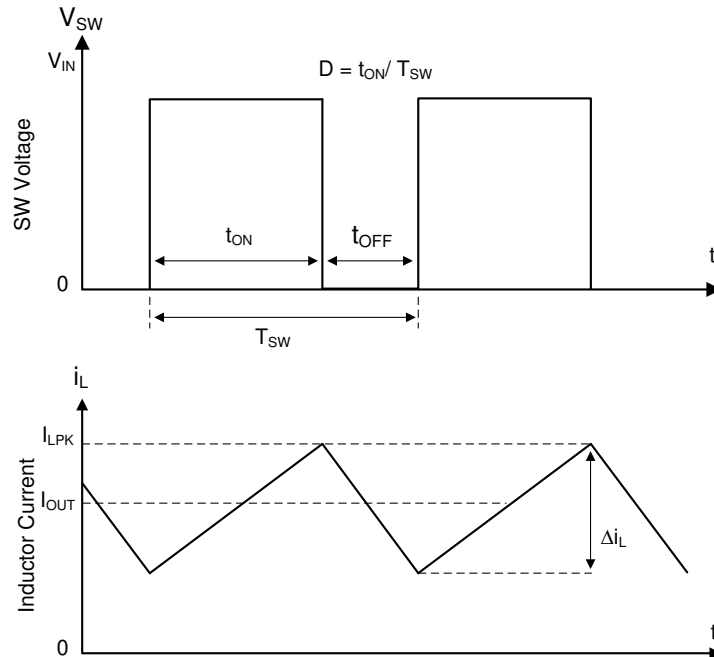 V_SW
V_IN
D = t_ON/ T_SW
SW Voltage
t_ON
t_OFF
t
0
T_SW
i_L
I_LPK
I_OUT
Inductor Current
Δi_L
0
t